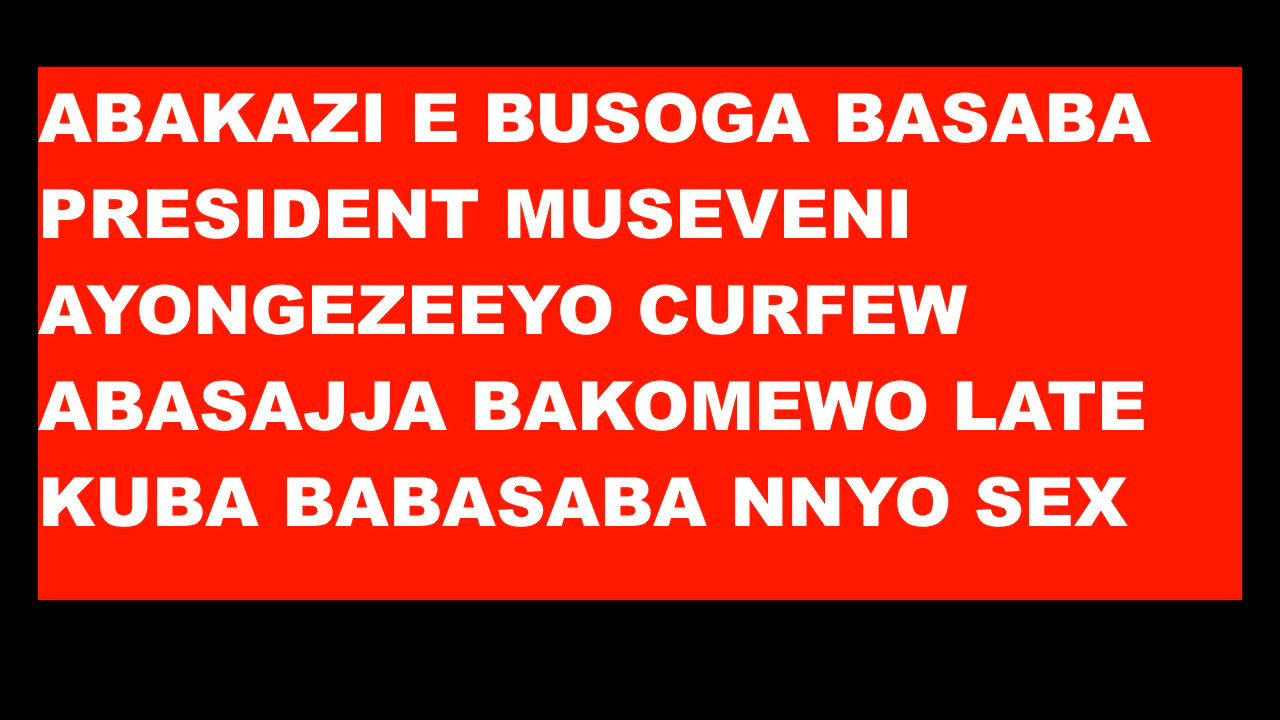 ABAKAZI E BUSOGA BASABA
PRESIDENT MUSEVENI
AYONGEZEEYO CURFEW
ABASAJJA BAKOMEWO LATE
KUBA BABASABA NNYO SEX